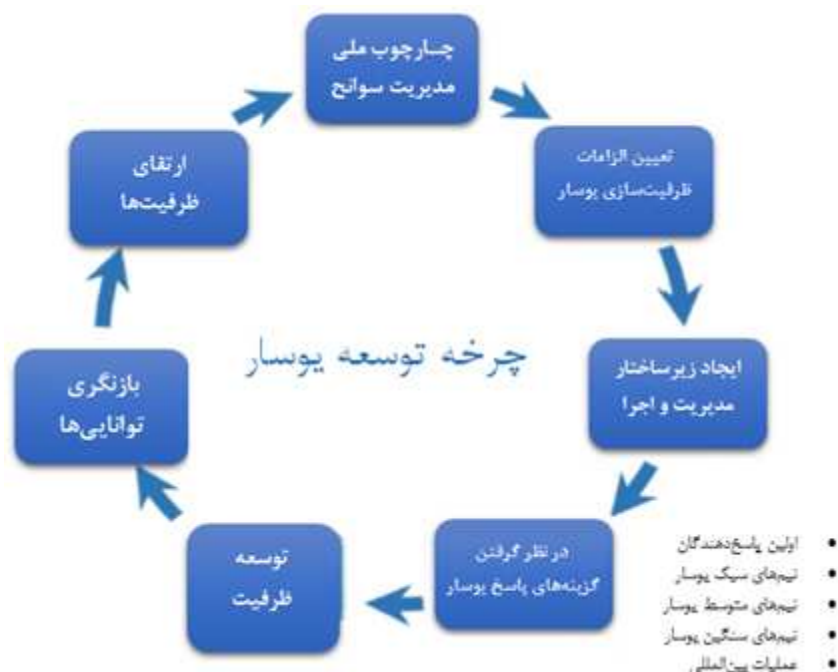 چارچوب ملی
مدیریت سوانح
تعیین الزامات
ظرفیت‌سازی یوسار
ایجاد زیرساختار
مدیریت و اجرا
در نظر گرفتن
گزینه‌های پاسخ یوسار
توسعه
ظرفیت
بازنگری
توانایی‌ها
ارتقای
ظرفیت‌ها
چرخه توسعه یوسار
• اولین پاسخ‌دهندگان
• تیم‌های سبک یوسار
• تیم‌های متوسط یوسار
• تیم‌های سنگین یوسار
• عملیات بین‌المللی